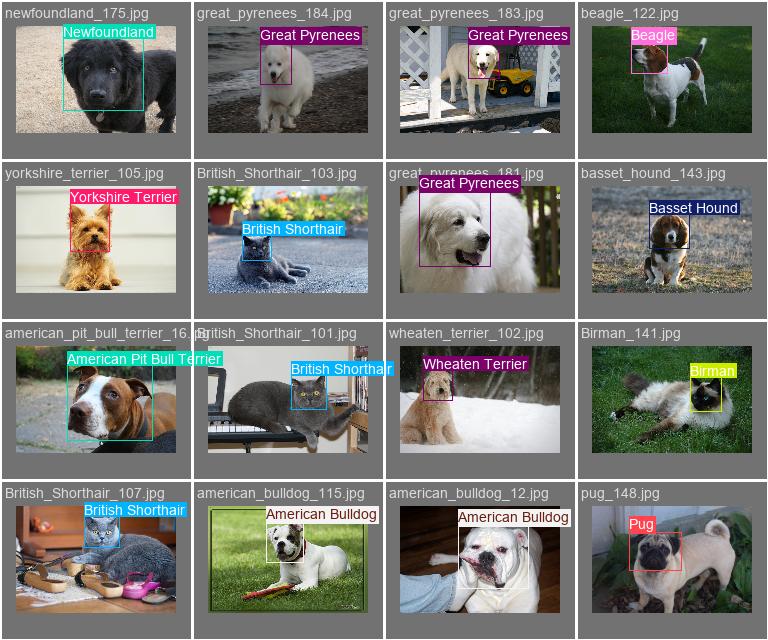 newfoundland_175.jpg
Newfoundland
great_pyrenees_184.jpg
Great Pyrenees
great_pyrenees_183.jpg
Great Pyrenees
beagle_122.jpg
Beagle
yorkshire_terrier_105.jpg
Yorkshire Terrier
British_Shorthair_103.jpg
British Shorthair
great_pyrenees_181.jpg
Great Pyrenees
basset_hound_143.jpg
Basset Hound
american_pit_bull_terrier_16.jpg
American Pit Bull Terrier
British_Shorthair_101.jpg
British Shorthair
wheaten_terrier_102.jpg
Wheaten Terrier
Birman_141.jpg
Birman
British_Shorthair_107.jpg
British Shorthair
american_bulldog_115.jpg
American Bulldog
american_bulldog_12.jpg
American Bulldog
pug_148.jpg
Pug